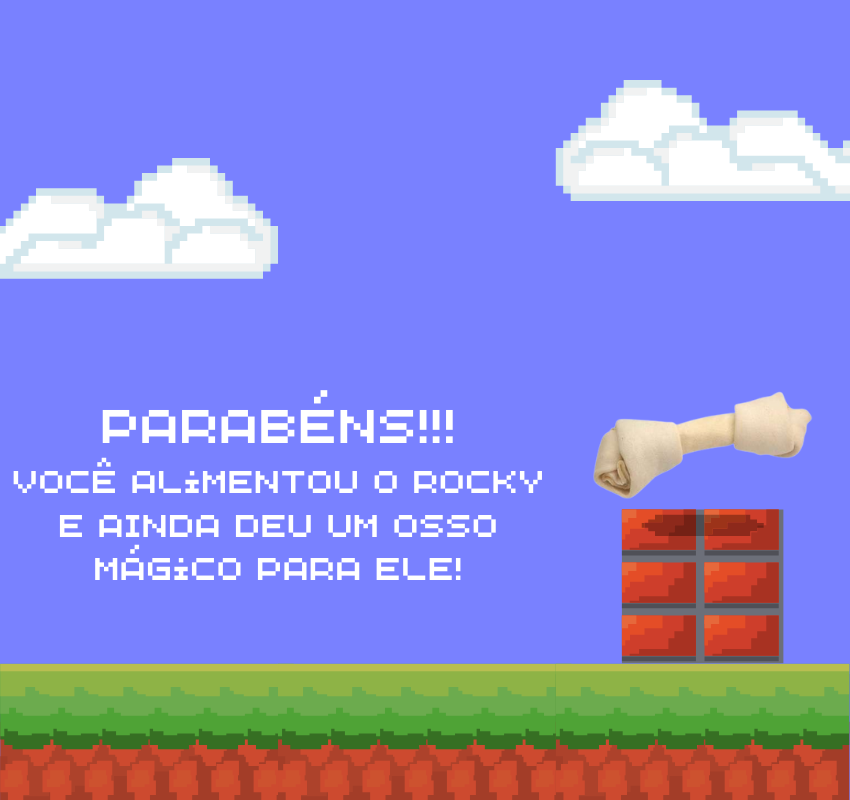 PARABÉNS!!!
VOCÊ ALiMENTOU O ROCKY
E AINDA DEU UM OSSO
MÁGiCO PARA ELE!